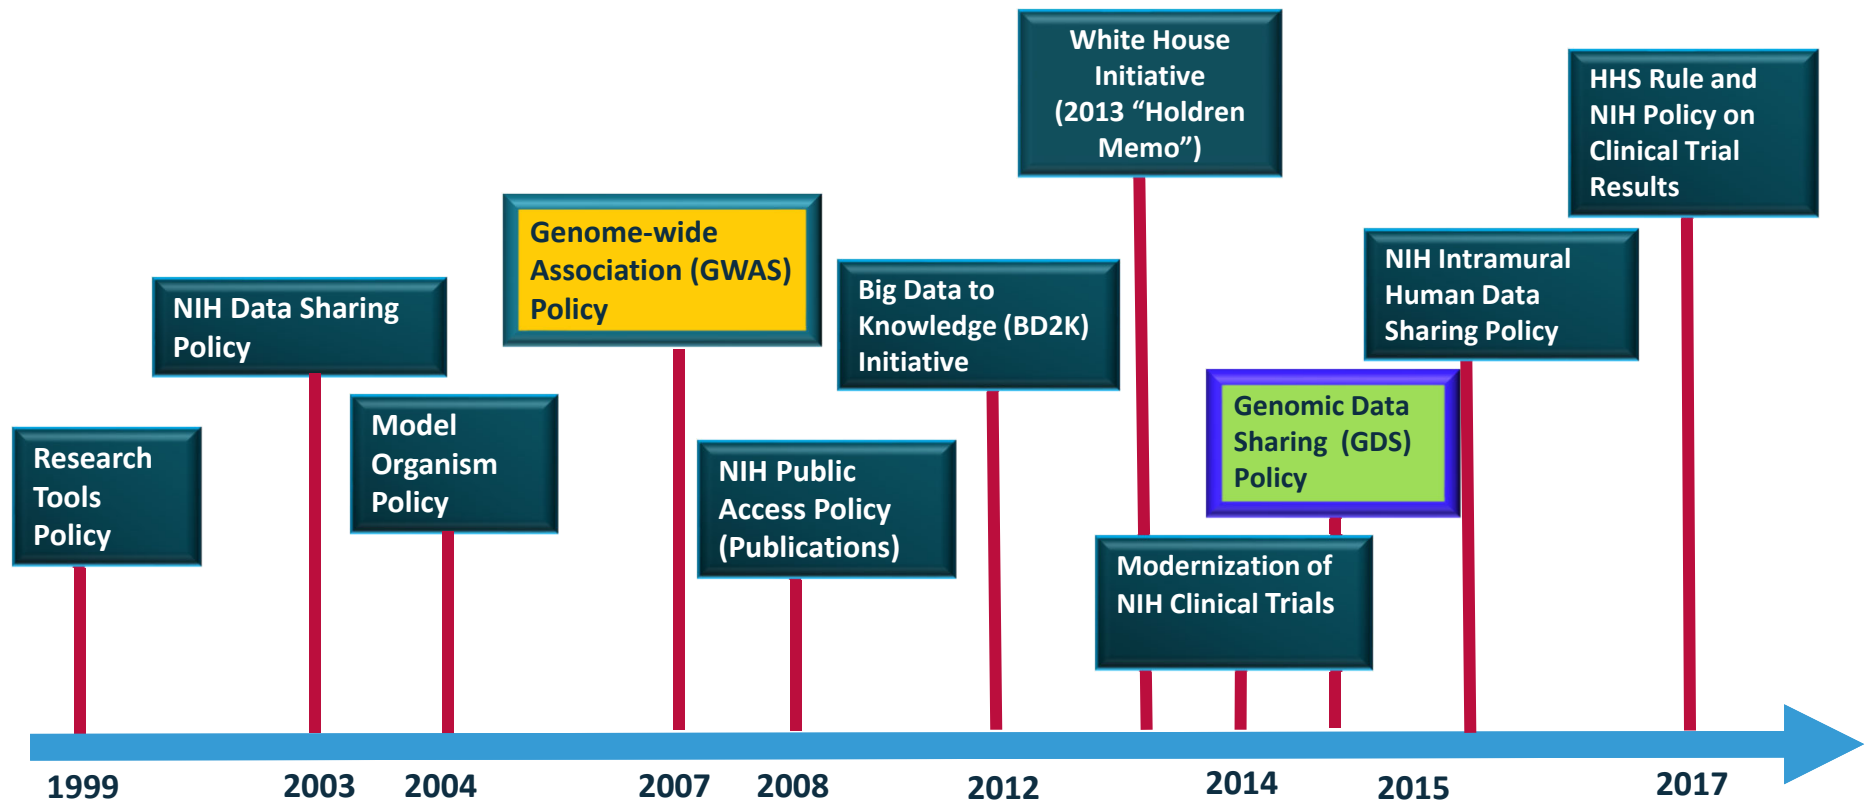 White House
Initiative
(2013 “Holdren
Memo”)
HHS Rule and
NIH Policy on
Clinical Trial
Results
Genome-wide
Association (GWAS)
Policy
NIH Intramural
Human Data
Sharing Policy
NIH Data Sharing
Policy
Big Data to
Knowledge (BD2K)
Initiative
Genomic Data
Sharing (GDS)
Policy
Model
Organism
Policy
Research
Tools
Policy
NIH Public
Access Policy
(Publications)
Modernization of
NIH Clinical Trials
1999
2003
2004
2007
2008
2012
2014
2015
2017